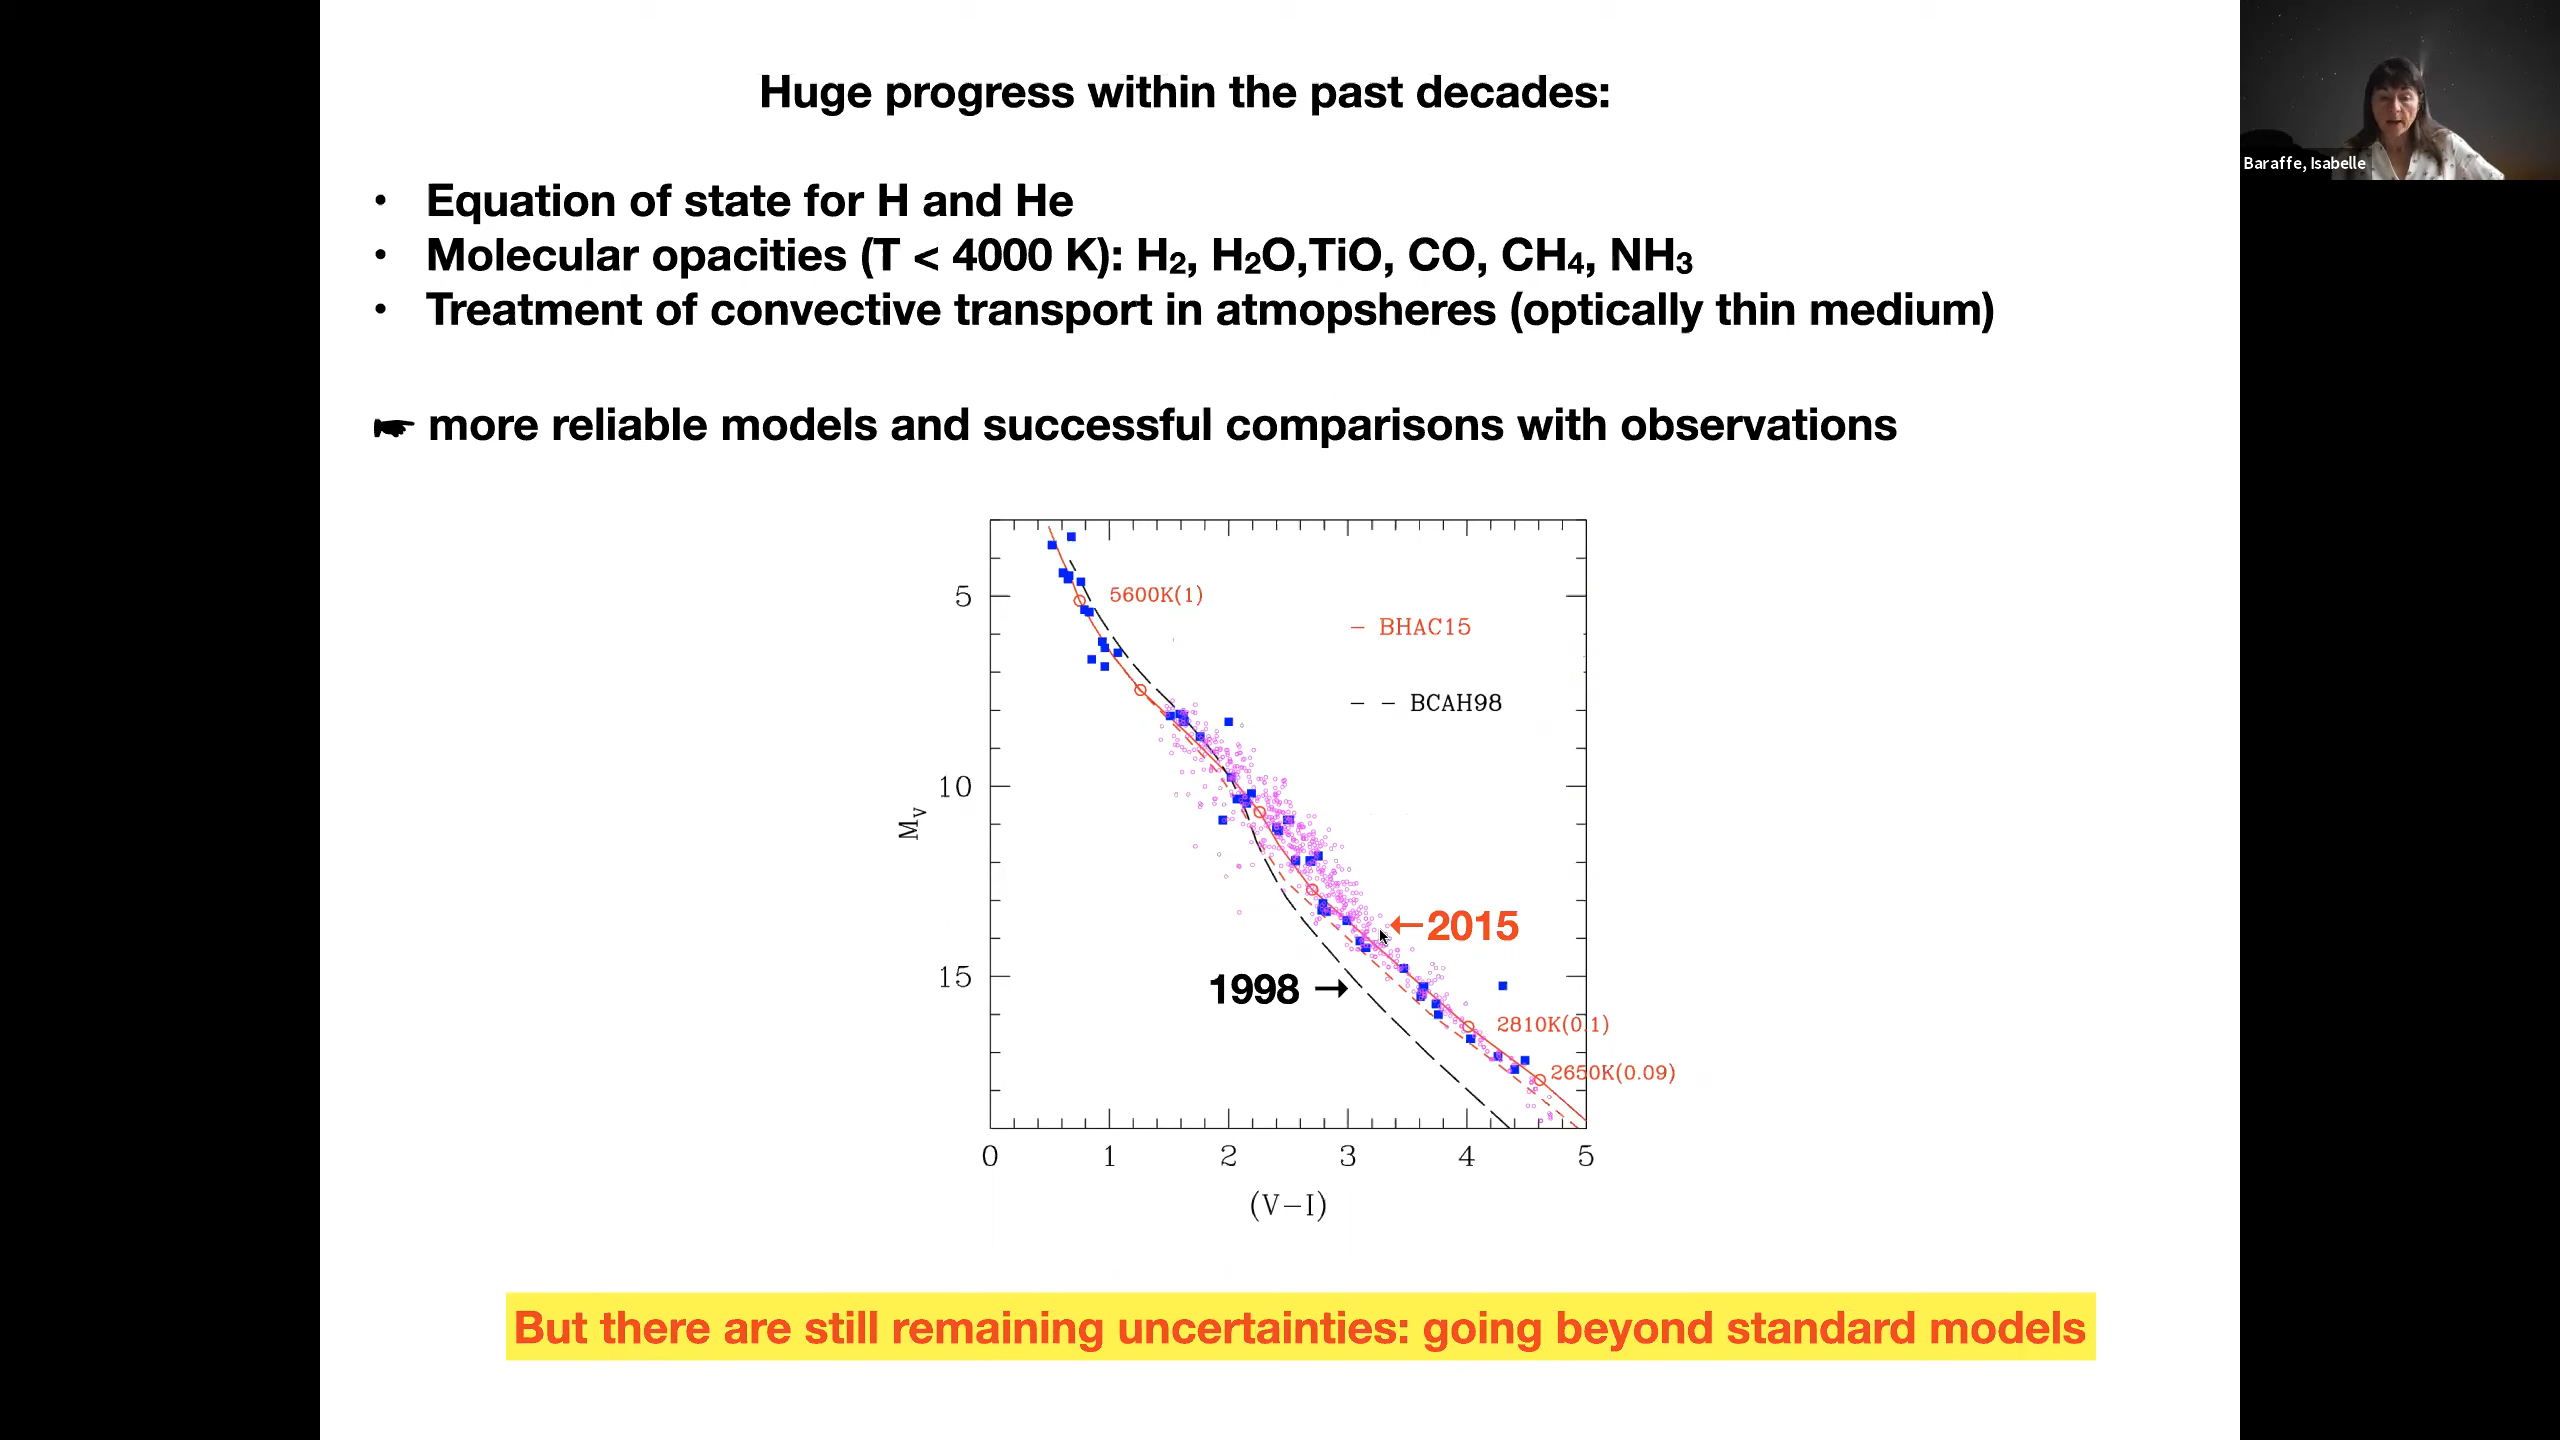 Huge progress within the past decades:
Baraffe, Isabelle
• Equation of state for H and He
• Molecular opacities (T < 4000 K): H₂, H₂O,TiO, CO, CH₄, NH₃
• Treatment of convective transport in atmopsheres (optically thin medium)
☛ more reliable models and successful comparisons with observations
5600K(1)
— BHAC15
— — BCAH98
5
10
15
M_V
←2015
1998 →
2810K(0.1)
2650K(0.09)
0 1 2 3 4 5
(V−I)
But there are still remaining uncertainties: going beyond standard models